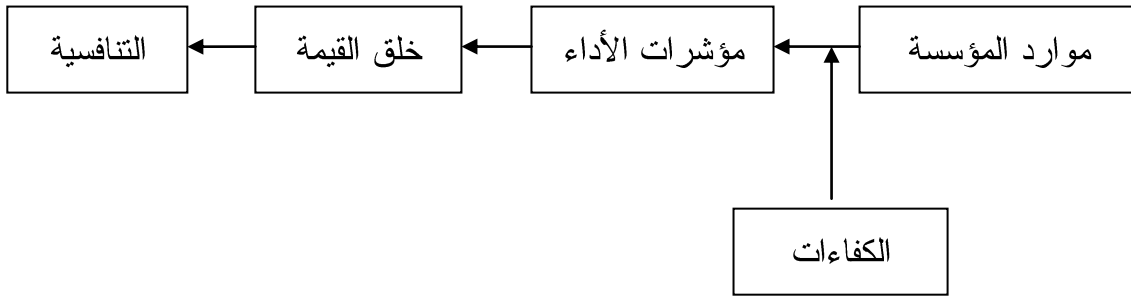 موارد المؤسسة
مؤشرات الأداء
خلق القيمة
التنافسية
الكفاءات